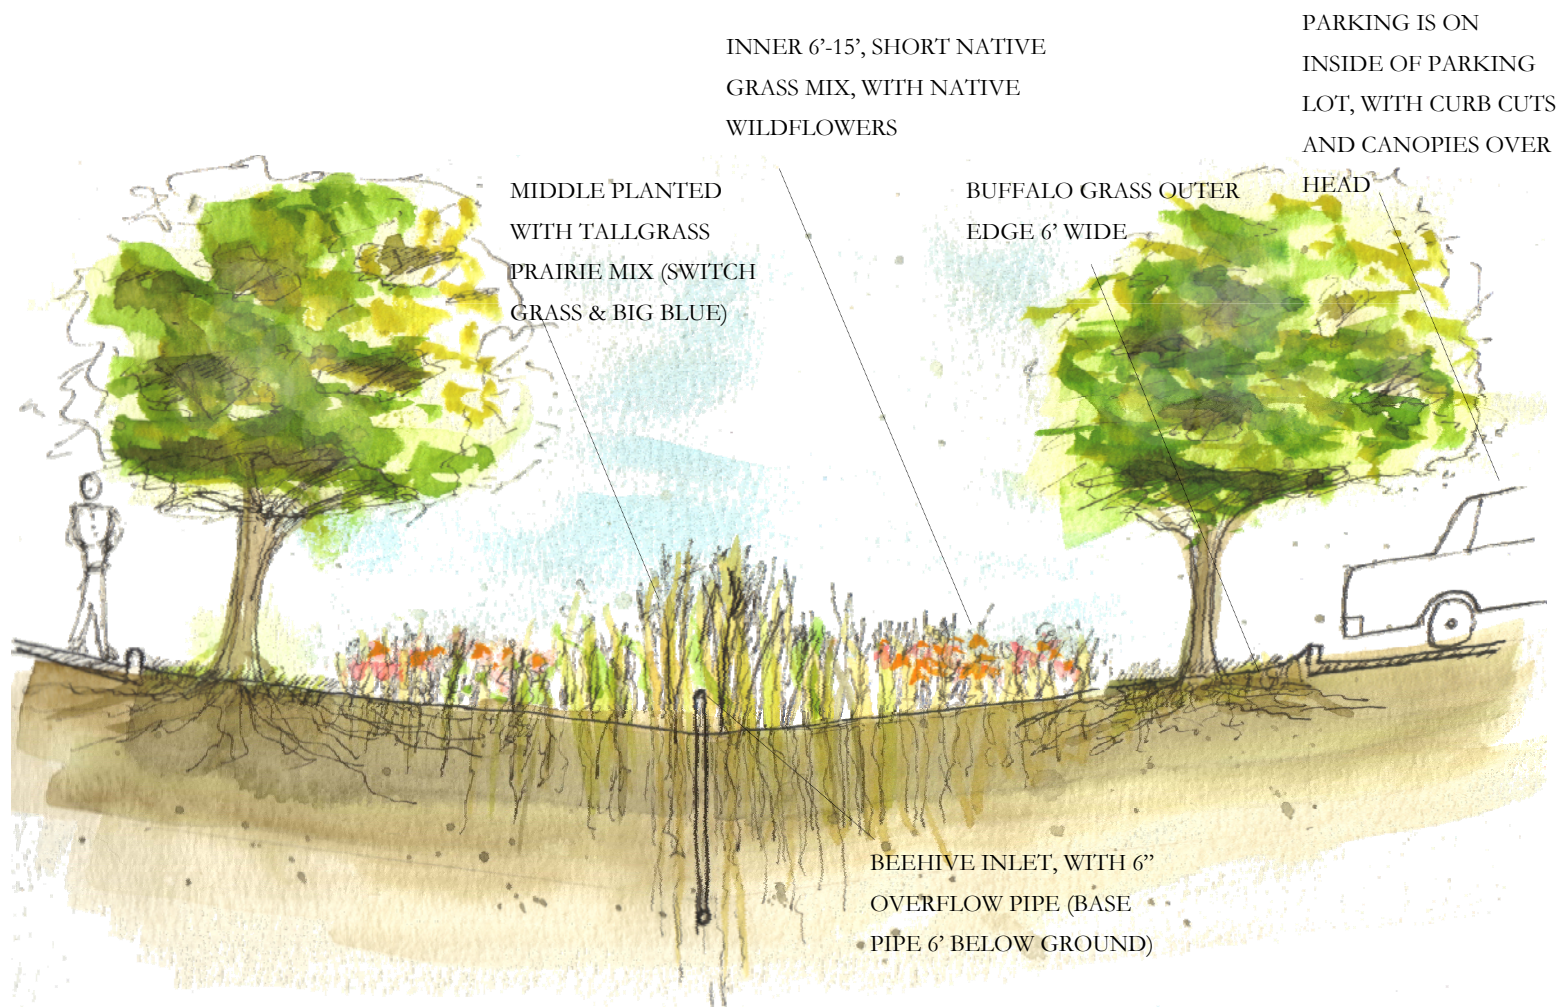 PARKING IS ON
INSIDE OF PARKING
LOT, WITH CURB CUTS
AND CANOPIES OVER
HEAD
INNER 6’-15’, SHORT NATIVE
GRASS MIX, WITH NATIVE
WILDFLOWERS
MIDDLE PLANTED
WITH TALLGRASS
PRAIRIE MIX (SWITCH
GRASS & BIG BLUE)
BUFFALO GRASS OUTER
EDGE 6’ WIDE
BEEHIVE INLET, WITH 6”
OVERFLOW PIPE (BASE
PIPE 6’ BELOW GROUND)